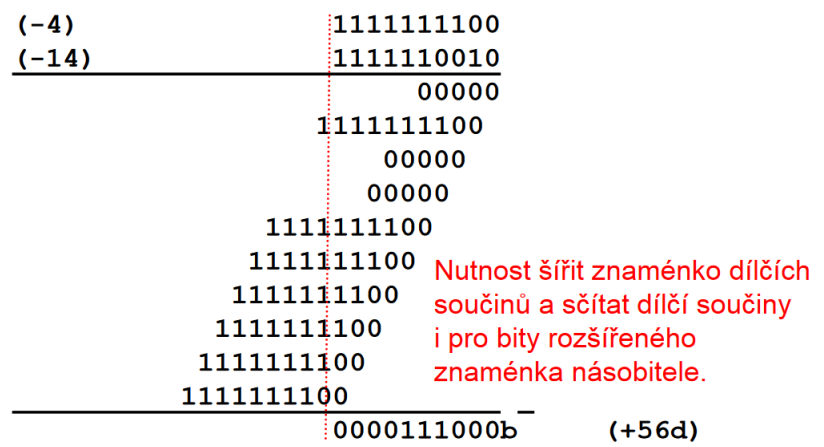 (-4) 1111111100
(-14) 1111110010
00000
1111111100
00000
00000
1111111100
1111111100
1111111100
1111111100
1111111100
1111111100
Nutnost šířit znaménko dílčích
součinů a sčítat dílčí součiny
i pro bity rozšířeného
znaménka násobitele.
0000111000b (+56d)